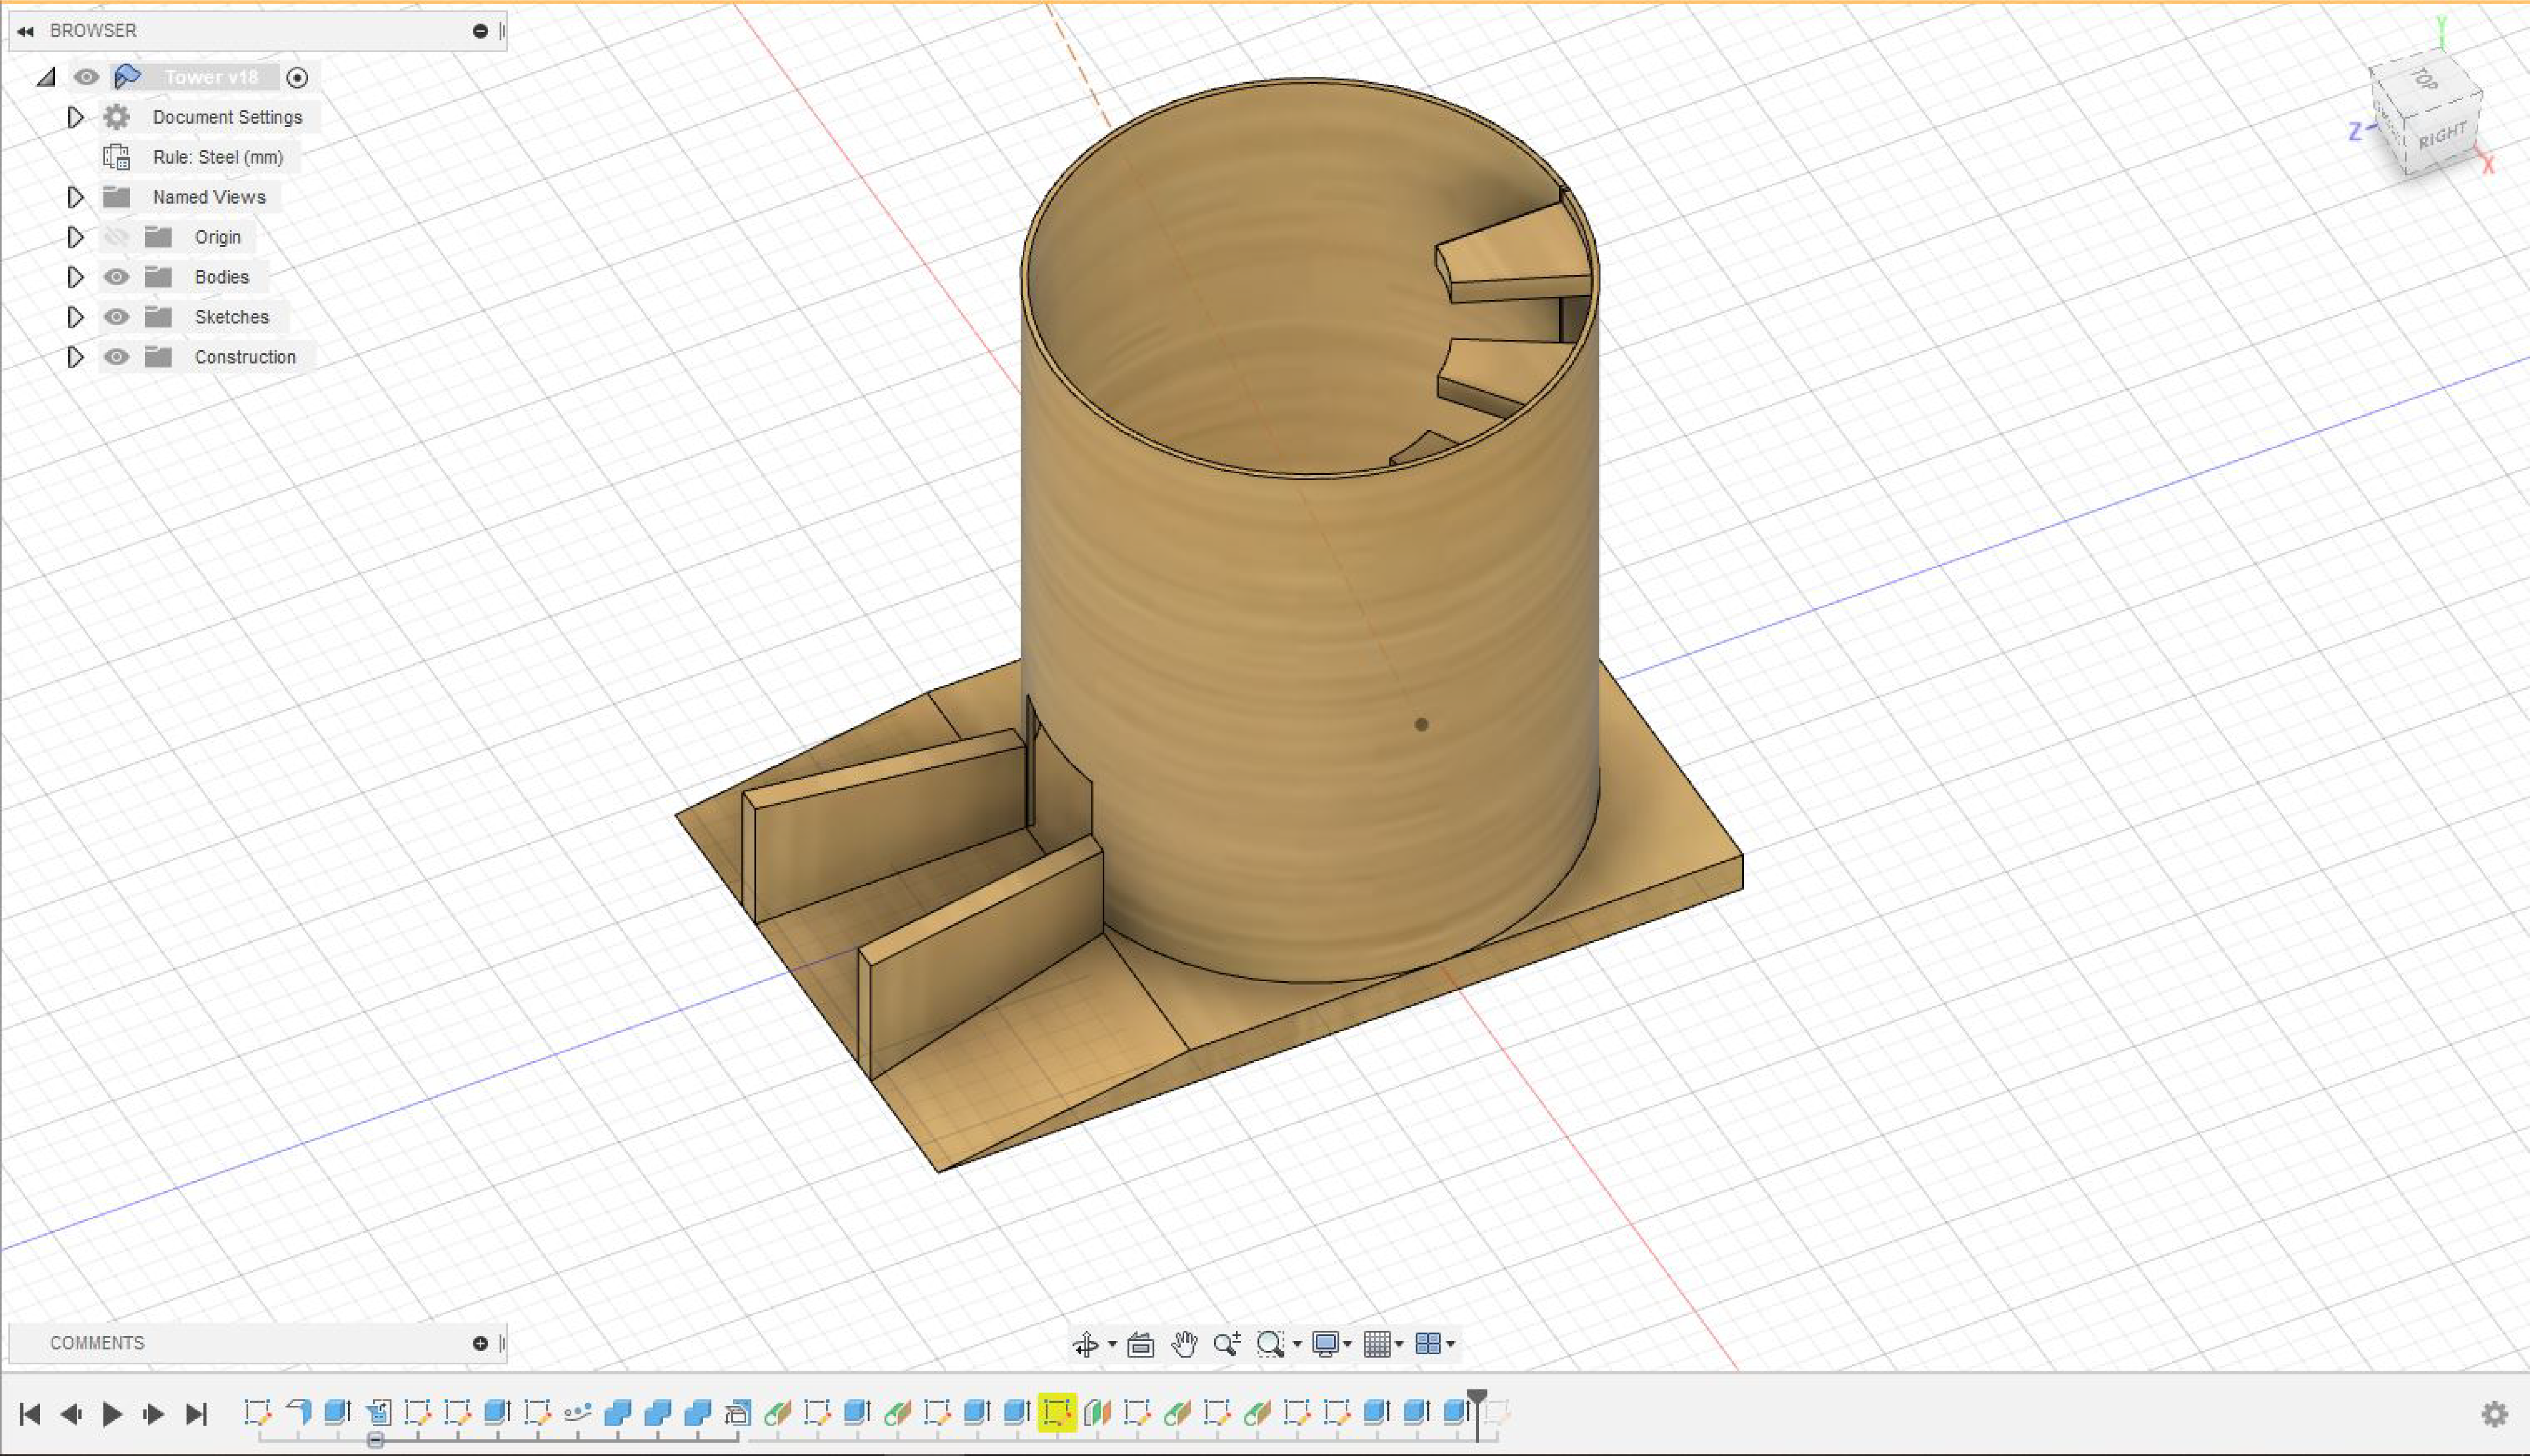 BROWSER
Tower v18
Document Settings
Rule: Steel (mm)
Named Views
Origin
Bodies
Sketches
Construction
Y
TOP
Z
RIGHT
X
COMMENTS